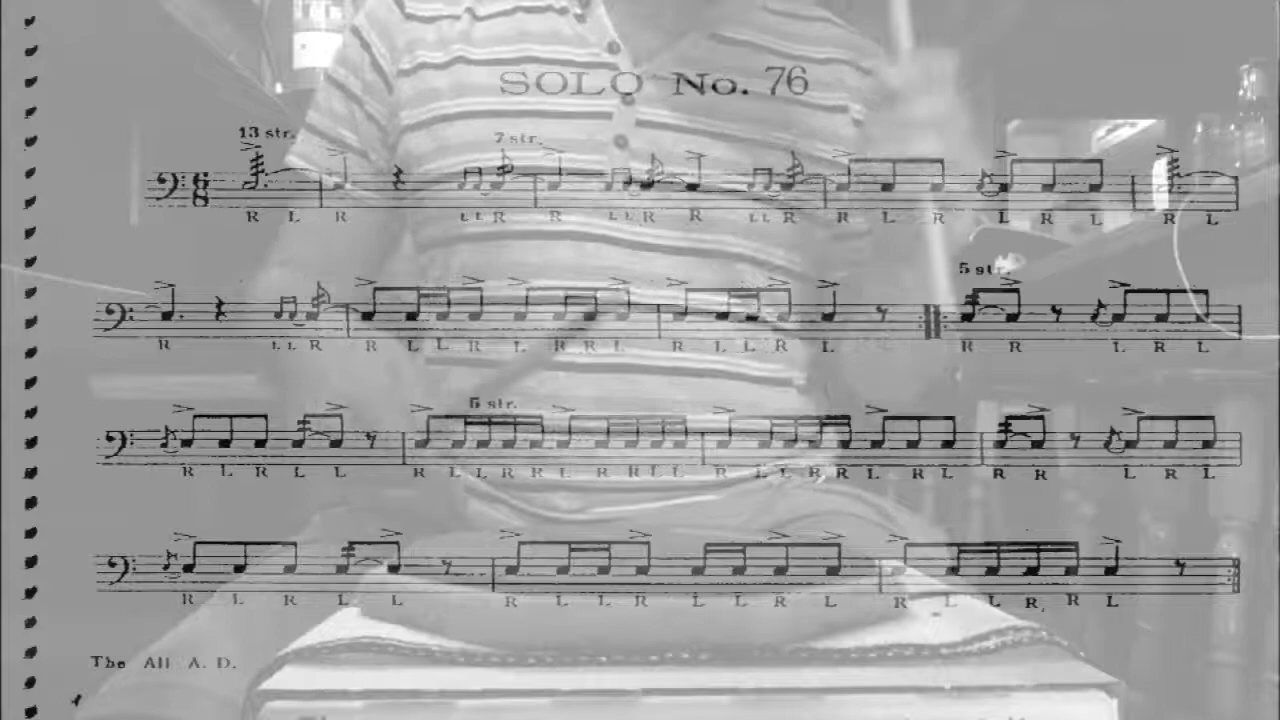 SOLO No. 76
13 str. 7 str.
R L R L L R R L L R R L L R R L R L R L R L
5 str.
R L L R R L L R L R R L R L L R L R R L R L
5 str.
R L R L L R L L R R L R R L L R L L R R L R L R R L R L
R L R L L R L L R L L R L R L L R R L
The All A. D.